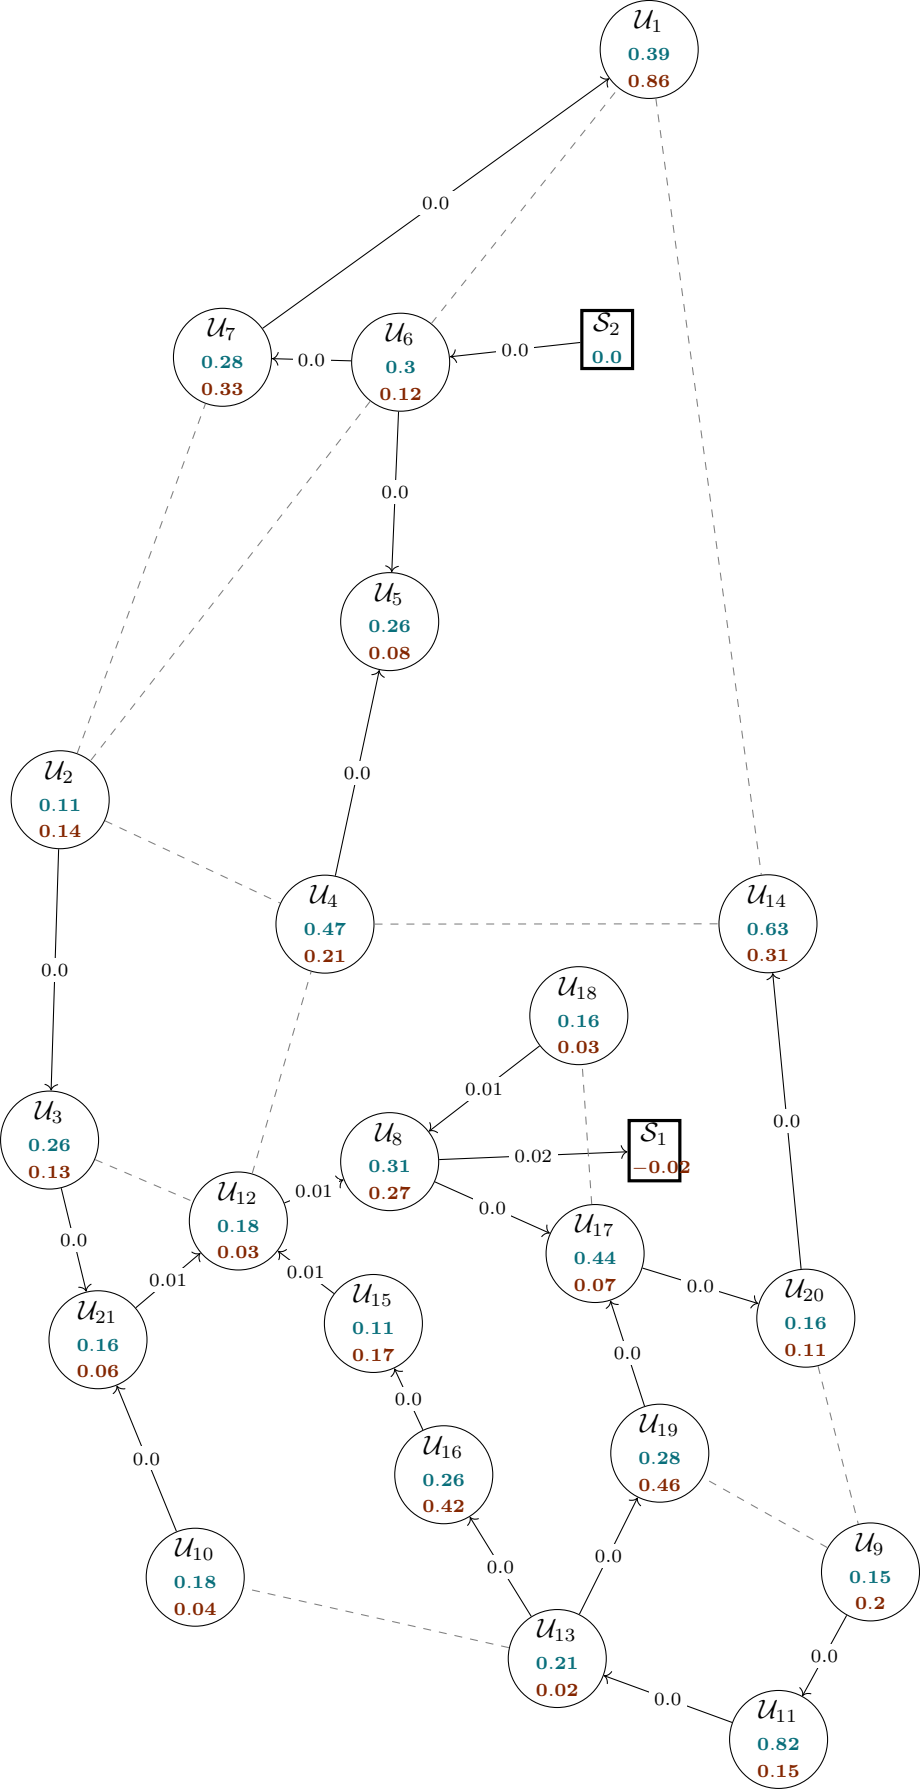 𝒰₁
0.39
0.86
0.0
𝒰₇
0.28
0.33
0.0
𝒰₆
0.3
0.12
0.0
𝒮₂
0.0
0.0
𝒰₅
0.26
0.08
0.0
𝒰₂
0.11
0.14
𝒰₄
0.47
0.21
𝒰₁₄
0.63
0.31
0.0
𝒰₁₈
0.16
0.03
0.01
𝒰₃
0.26
0.13
𝒰₈
0.31
0.27
0.02
𝒮₁
−0.02
0.0
𝒰₁₂
0.18
0.03
0.01
0.0
𝒰₁₇
0.44
0.07
0.0
0.01
0.01
0.0
𝒰₂₁
0.16
0.06
𝒰₁₅
0.11
0.17
𝒰₂₀
0.16
0.11
0.0
0.0
𝒰₁₆
0.26
0.42
𝒰₁₉
0.28
0.46
0.0
𝒰₁₀
0.18
0.04
0.0
0.0
𝒰₉
0.15
0.2
𝒰₁₃
0.21
0.02
0.0
0.0
𝒰₁₁
0.82
0.15